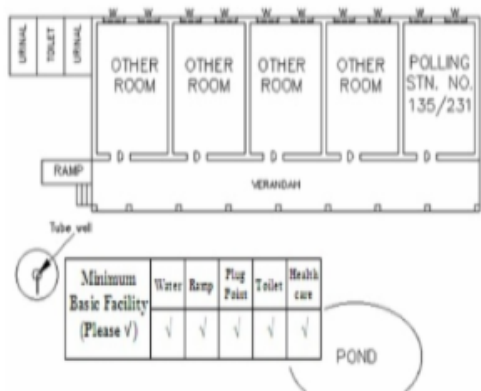 W W W W W W W W W W
URINAL
TOILET
URINAL
OTHER ROOM
OTHER ROOM
OTHER ROOM
OTHER ROOM
POLLING STN. NO. 135/231
D D D D D
RAMP
VERANDAH
Tube well
Minimum Basic Facility (Please √)
Water
Ramp
Plug Point
Toilet
Health care
√ √ √ √ √
POND